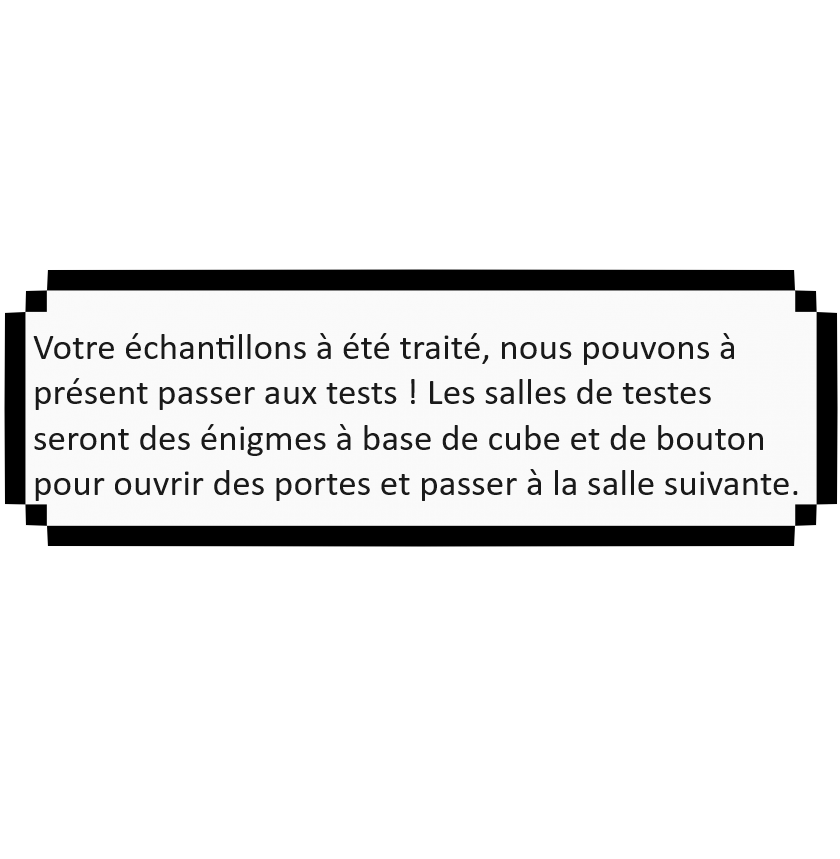 Votre échantillons à été traité, nous pouvons à
présent passer aux tests ! Les salles de testes
seront des énigmes à base de cube et de bouton
pour ouvrir des portes et passer à la salle suivante.